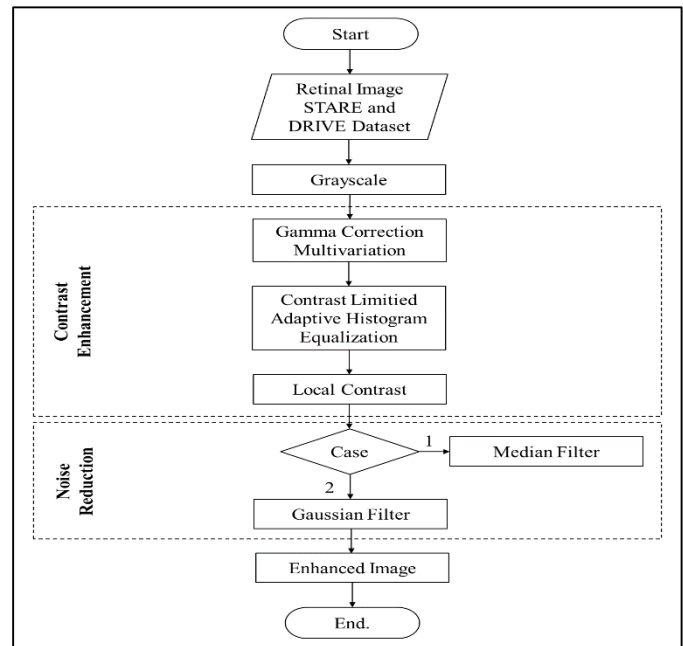 Start
Retinal Image
STARE and
DRIVE Dataset
Grayscale
Contrast
Enhancement
Gamma Correction
Multivariation
Contrast Limitied
Adaptive Histogram
Equalization
Local Contrast
Noise
Reduction
Case
1
Median Filter
2
Gaussian Filter
Enhanced Image
End.